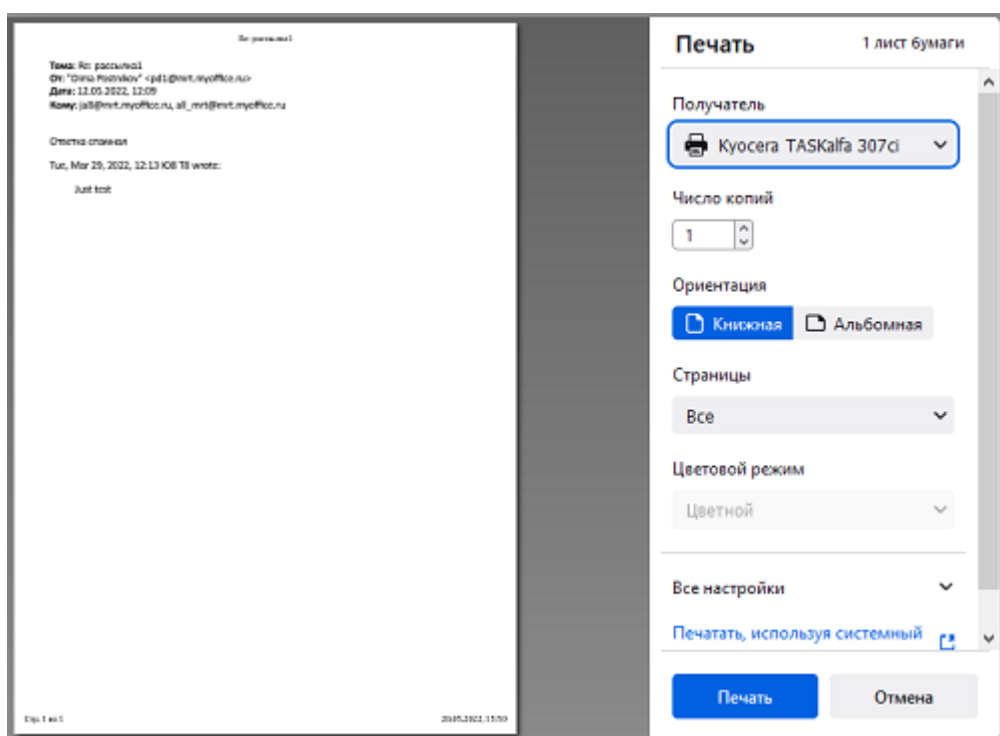 Re: рассылка1
Тема: Re: рассылка1
От: "Dima Postnikov" <pd1@mrt.myoffice.ru>
Дата: 12.05.2022, 12:09
Кому: ja8@mrt.myoffice.ru, all_mrt@mrt.myoffice.ru
Tue, Mar 29, 2022, 12:13 Ю8 Т8 wrote:
Just test
Стр. 1 из 1
20.05.2022, 15:50
Печать
1 лист бумаги
Получатель
Kyocera TASKalfa 307ci
Число копий
1
Ориентация
Книжная
Альбомная
Страницы
Все
Цветовой режим
Цветной
Все настройки
Печатать, используя системный
Печать
Отмена